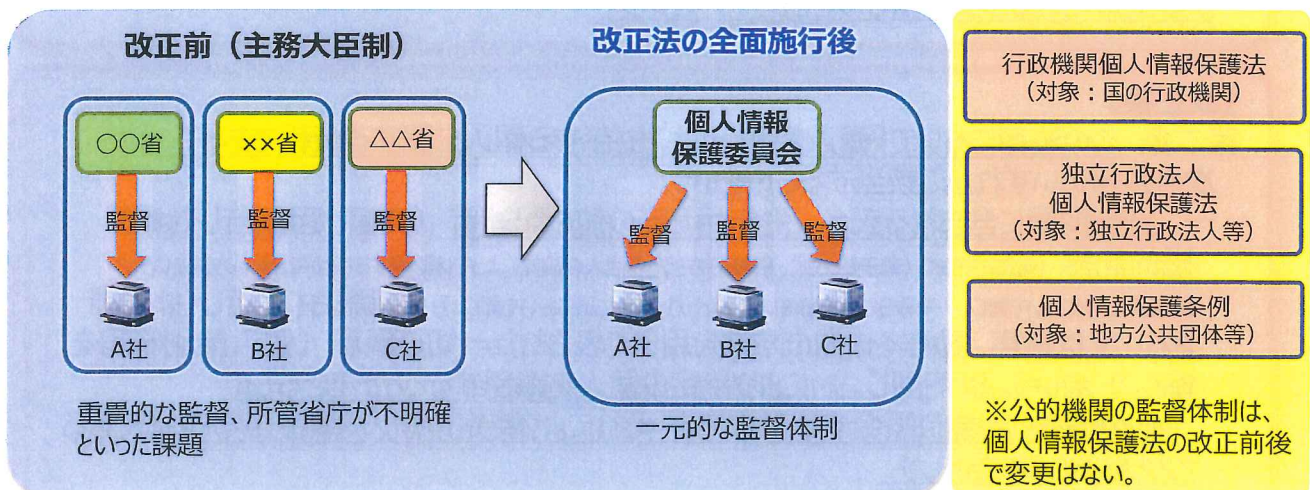 改正前（主務大臣制）
○○省
××省
△△省
監督
監督
監督
A社
B社
C社
重畳的な監督、所管省庁が不明確
といった課題
改正法の全面施行後
個人情報
保護委員会
監督
監督
監督
A社
B社
C社
一元的な監督体制
行政機関個人情報保護法
（対象：国の行政機関）
独立行政法人
個人情報保護法
（対象：独立行政法人等）
個人情報保護条例
（対象：地方公共団体等）
※公的機関の監督体制は、
個人情報保護法の改正前後
で変更はない。